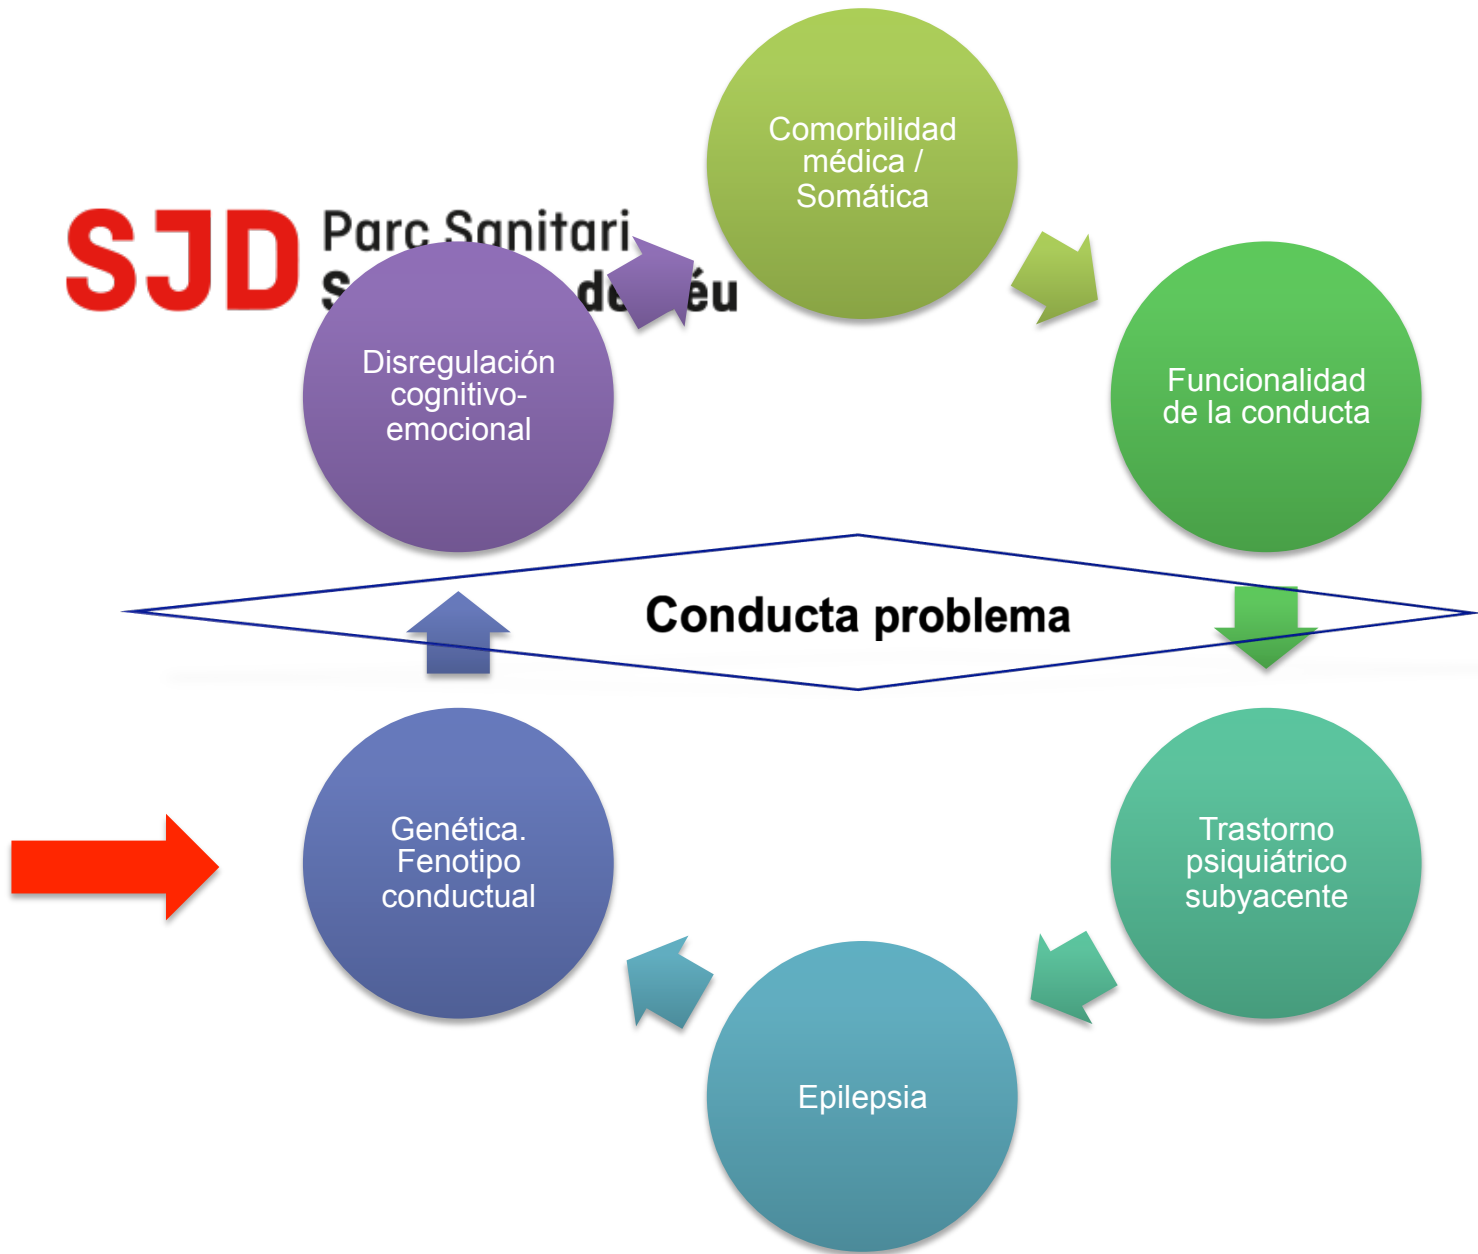 Comorbilidad
médica /
Somática
SJD Parc Sanitari
éu
Disregulación
cognitivo-
emocional
Funcionalidad
de la conducta
Conducta problema
Genética.
Fenotipo
conductual
Trastorno
psiquiátrico
subyacente
Epilepsia